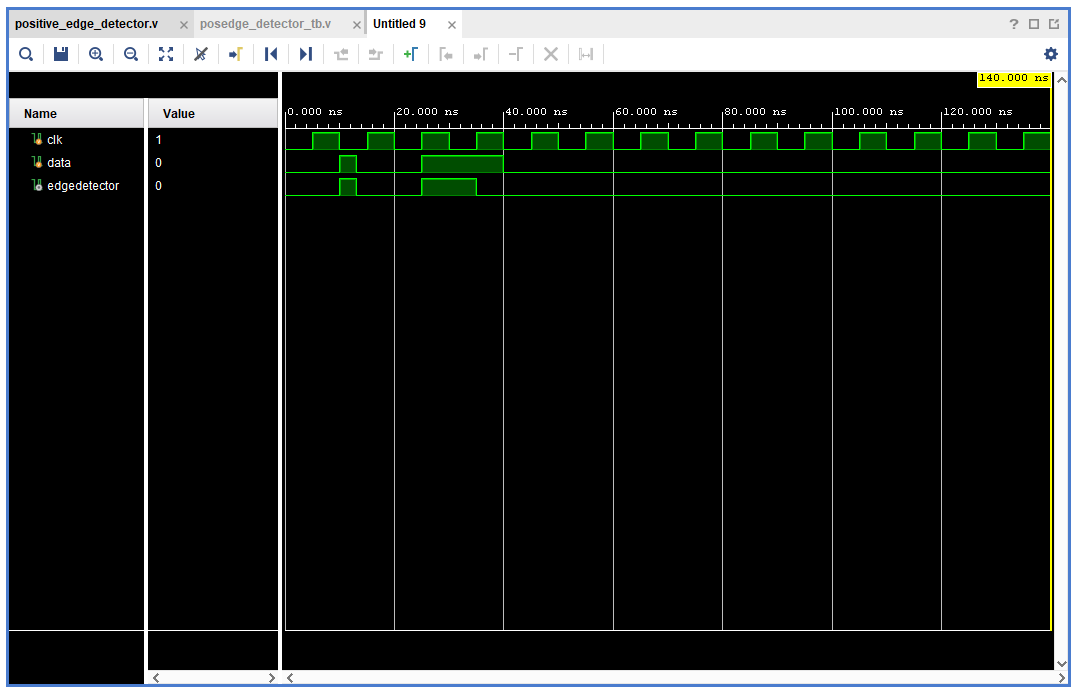 positive_edge_detector.v posedge_detector_tb.v Untitled 9
140.000 ns
0.000 ns 20.000 ns 40.000 ns 60.000 ns 80.000 ns 100.000 ns 120.000 ns
Name Value
clk 1
data 0
edgedetector 0